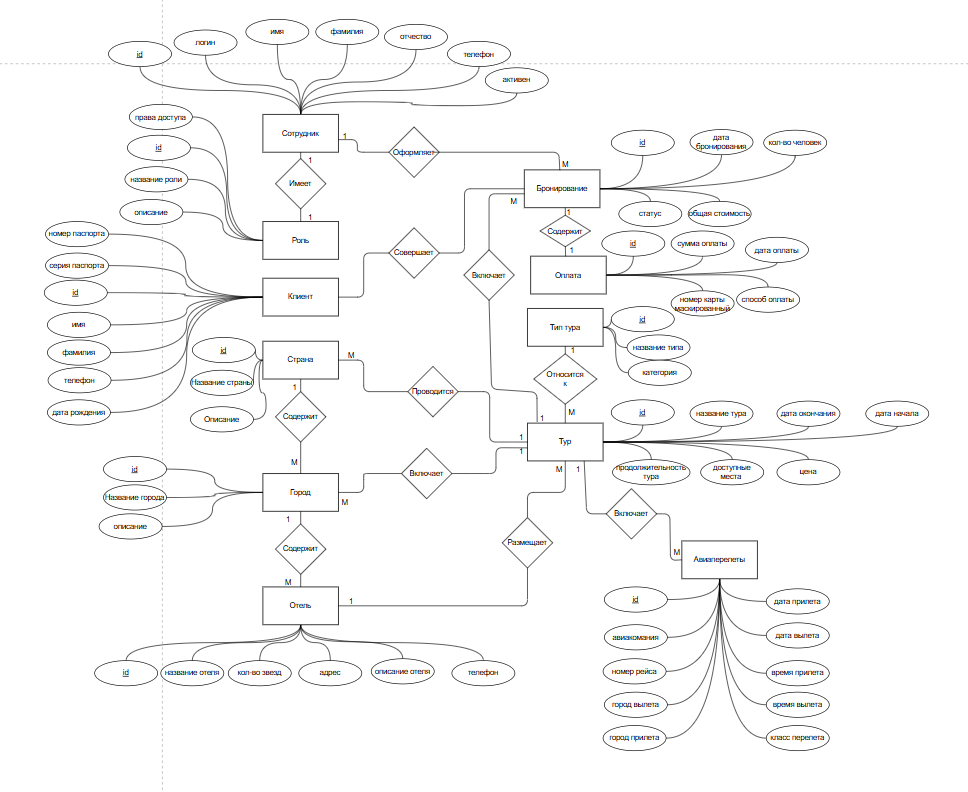 имя
фамилия
отчество
логин
id
телефон
активен
права доступа
id
название роли
описание
Сотрудник
1
Оформляет
М
1
Имеет
1
Роль
id
дата
бронирования
кол-во человек
Бронирование
М
статус
общая стоимость
1
Содержит
1
id
сумма оплаты
дата оплаты
Оплата
номер карты
маскированный
способ оплаты
номер паспорта
серия паспорта
id
имя
фамилия
телефон
дата рождения
Клиент
Совершает
Включает
Тип тура
id
название типа
категория
1
Относится
к
М
id
Название страны
Описание
Страна
М
Проводится
1
1
Содержит
М
1
Тур
1
id
название тура
дата окончания
дата начала
продолжительность
тура
доступные
места
цена
id
Название города
описание
Город
М
Включает
М
1
Включает
М
1
Содержит
М
Размещает
Авиаперелеты
Отель
1
id
название отеля
кол-во звезд
адрес
описание отеля
телефон
id
авиакомания
номер рейса
город вылета
город прилета
дата прилета
дата вылета
время прилета
время вылета
класс перелета